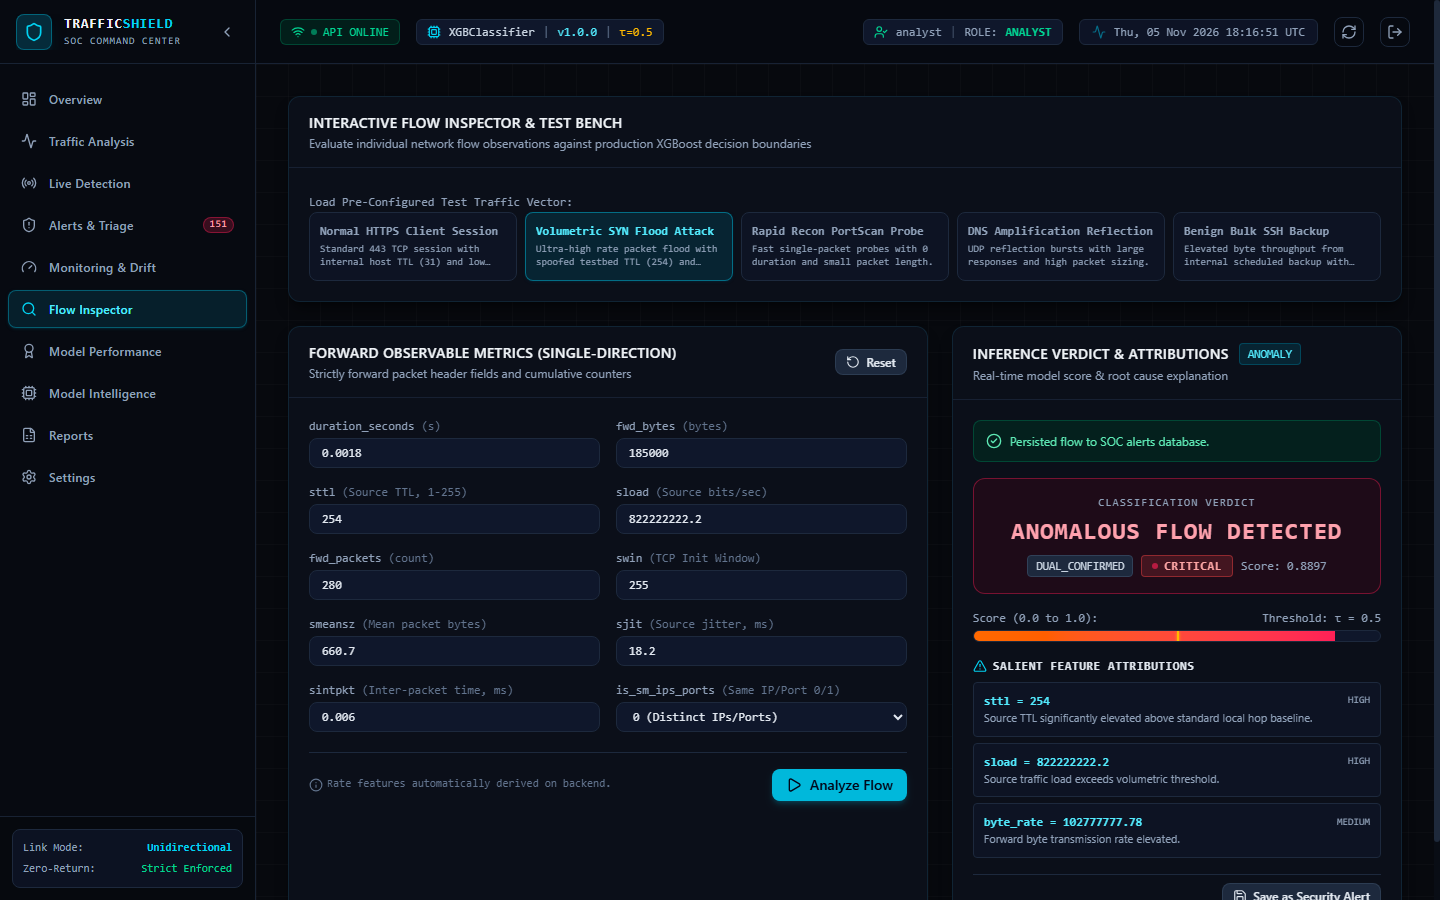 TRAFFICSHIELD
SOC COMMAND CENTER
API ONLINE
XGBClassifier | v1.0.0 | τ=0.5
analyst | ROLE: ANALYST
Thu, 05 Nov 2026 18:16:51 UTC
Overview
Traffic Analysis
Live Detection
Alerts & Triage
151
Monitoring & Drift
Flow Inspector
Model Performance
Model Intelligence
Reports
Settings
Link Mode: Unidirectional
Zero-Return: Strict Enforced
INTERACTIVE FLOW INSPECTOR & TEST BENCH
Evaluate individual network flow observations against production XGBoost decision boundaries
Load Pre-Configured Test Traffic Vector:
Normal HTTPS Client Session
Standard 443 TCP session with
internal host TTL (31) and low…
Volumetric SYN Flood Attack
Ultra-high rate packet flood with
spoofed testbed TTL (254) and…
Rapid Recon PortScan Probe
Fast single-packet probes with 0
duration and small packet length.
DNS Amplification Reflection
UDP reflection bursts with large
responses and high packet sizing.
Benign Bulk SSH Backup
Elevated byte throughput from
internal scheduled backup with…
FORWARD OBSERVABLE METRICS (SINGLE-DIRECTION)
Strictly forward packet header fields and cumulative counters
Reset
duration_seconds (s)
0.0018
fwd_bytes (bytes)
185000
sttl (Source TTL, 1-255)
254
sload (Source bits/sec)
822222222.2
fwd_packets (count)
280
swin (TCP Init Window)
255
smeansz (Mean packet bytes)
660.7
sjit (Source jitter, ms)
18.2
sintpkt (Inter-packet time, ms)
0.006
is_sm_ips_ports (Same IP/Port 0/1)
0 (Distinct IPs/Ports)
Rate features automatically derived on backend.
Analyze Flow
INFERENCE VERDICT & ATTRIBUTIONS
ANOMALY
Real-time model score & root cause explanation
Persisted flow to SOC alerts database.
CLASSIFICATION VERDICT
ANOMALOUS FLOW DETECTED
DUAL_CONFIRMED
CRITICAL
Score: 0.8897
Score (0.0 to 1.0):
Threshold: τ = 0.5
SALIENT FEATURE ATTRIBUTIONS
sttl = 254
HIGH
Source TTL significantly elevated above standard local hop baseline.
sload = 822222222.2
HIGH
Source traffic load exceeds volumetric threshold.
byte_rate = 102777777.78
MEDIUM
Forward byte transmission rate elevated.
Save as Security Alert